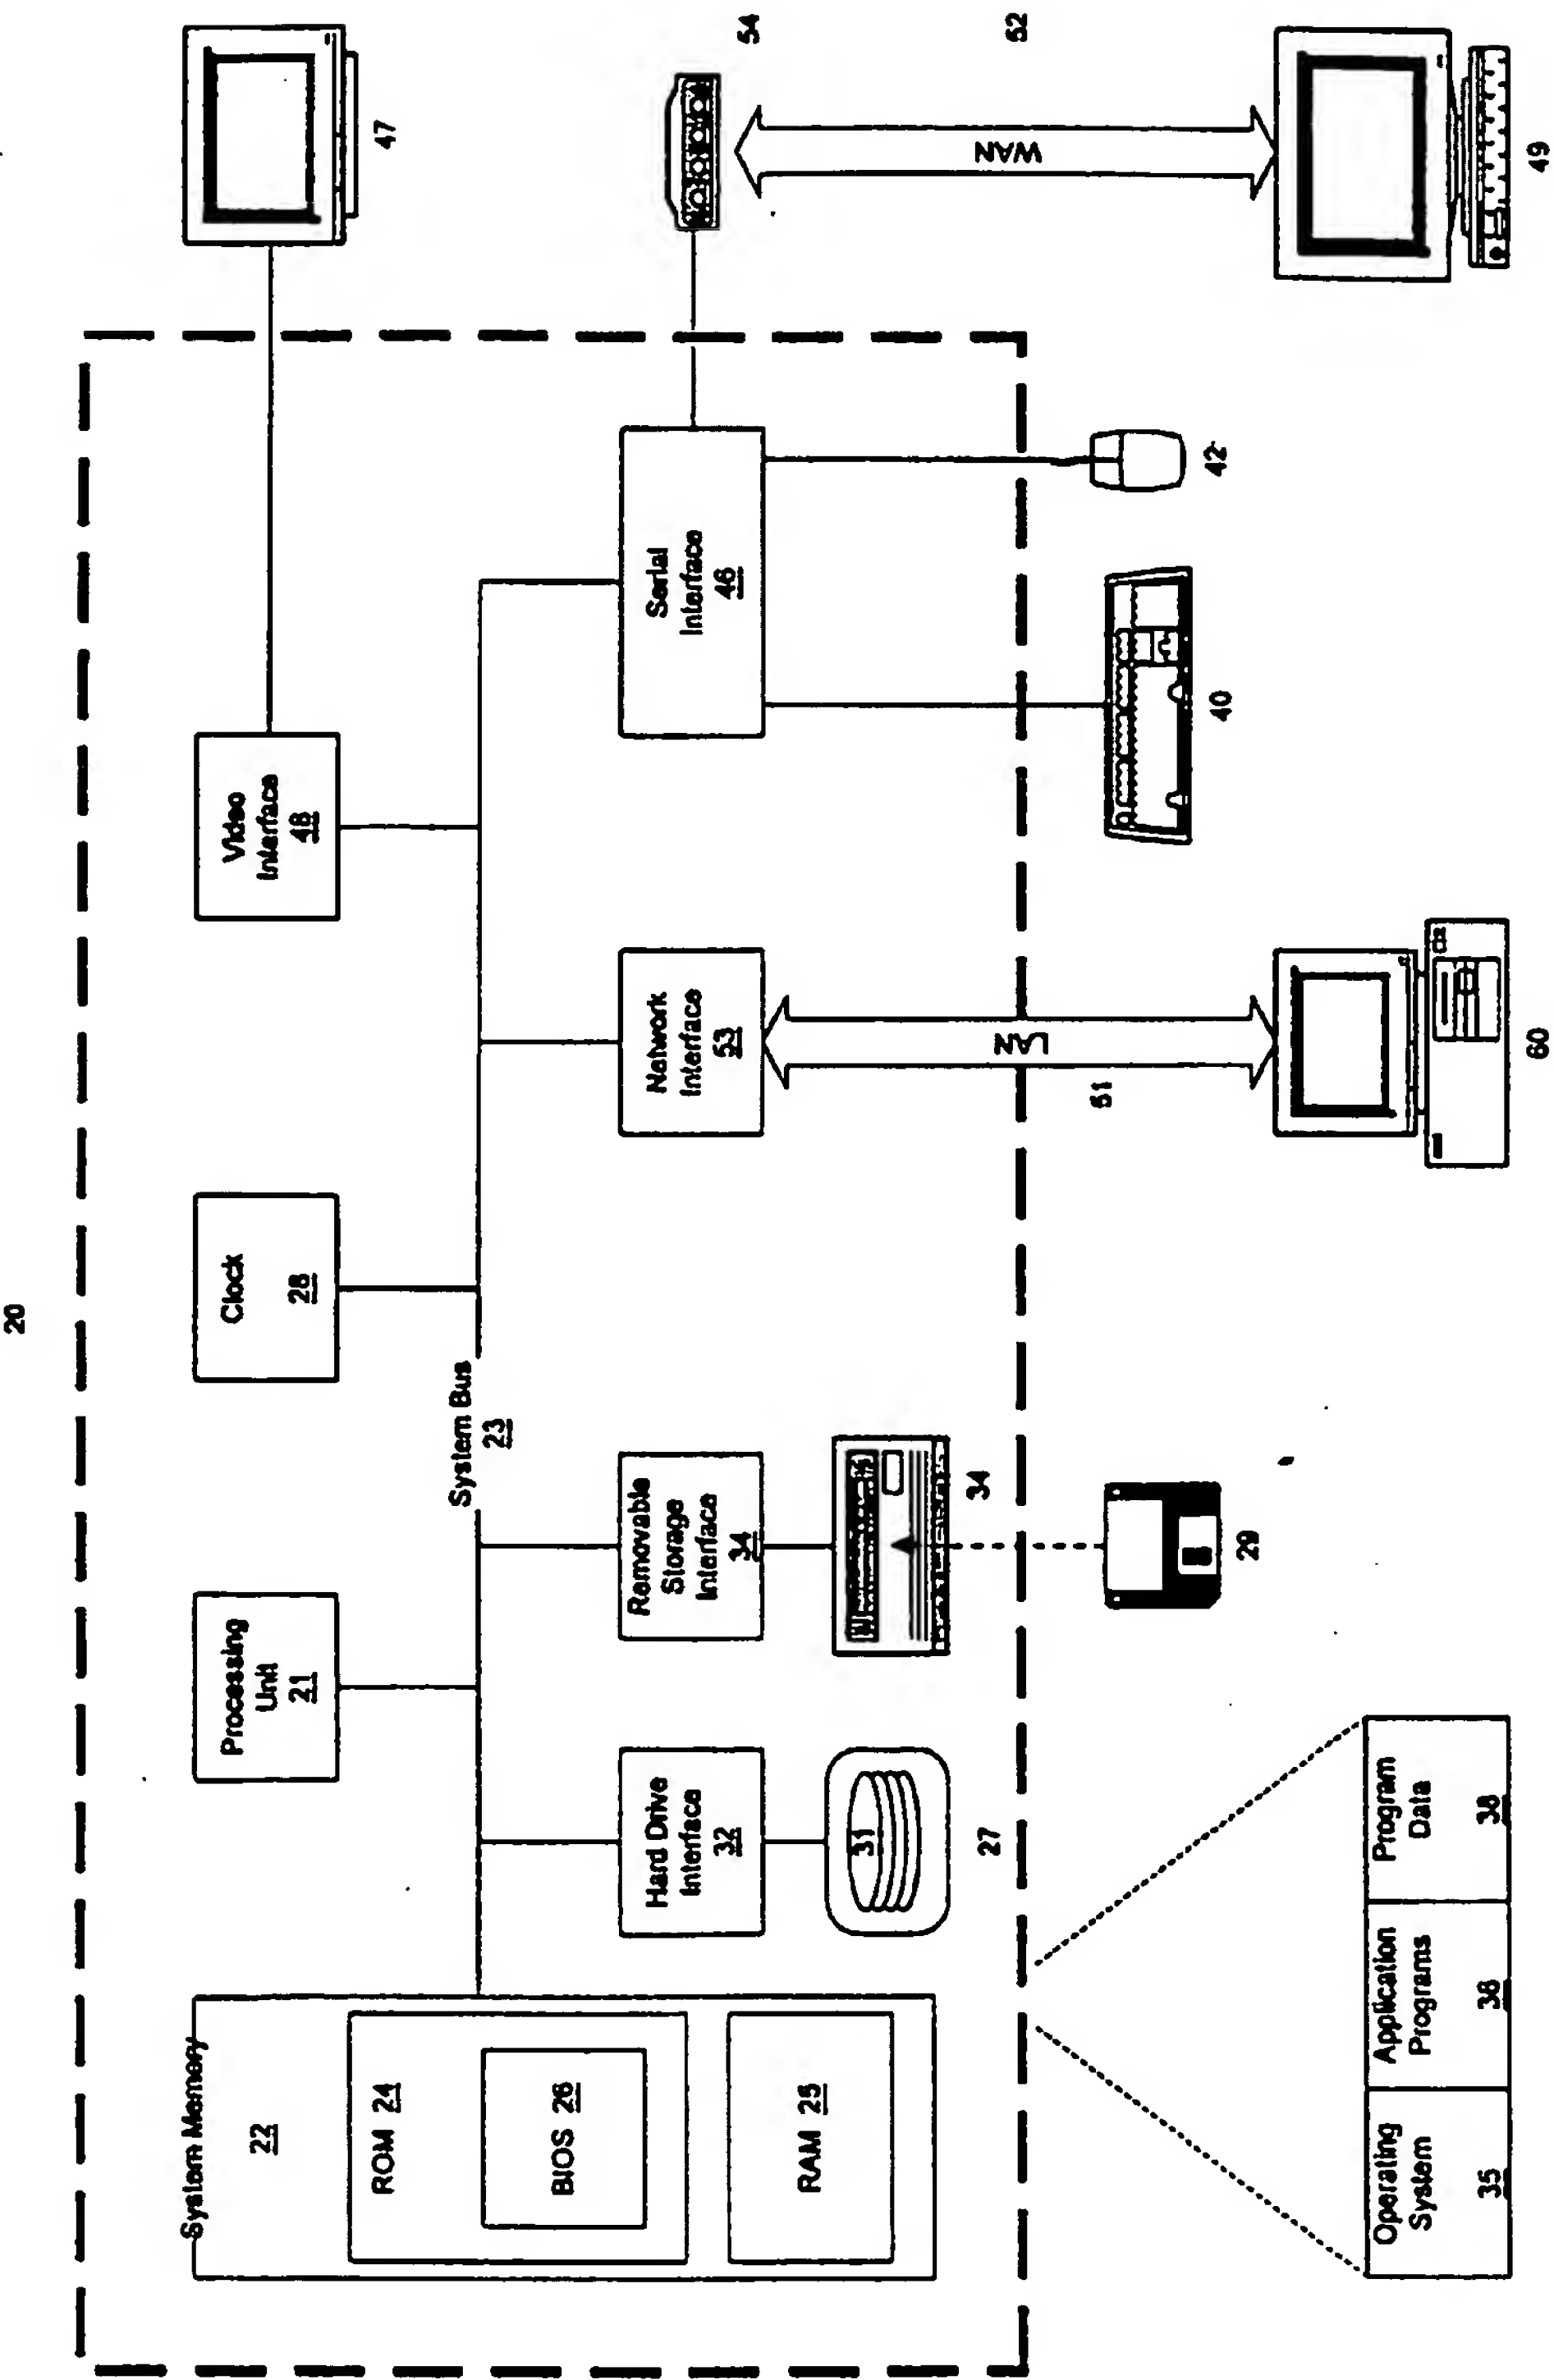 20
System Memory
22
ROM 24
BIOS 26
RAM 25
Processing
Unit
21
Clock
28
Video
Interface
48
47
System Bus
23
Hard Drive
Interface
32
31
27
Removable
Storage
Interface
34
34
29
Network
Interface
53
LAN
51
60
Serial
Interface
46
40
42
54
WAN
52
49
Operating
System
35
Application
Programs
36
Program
Data
38